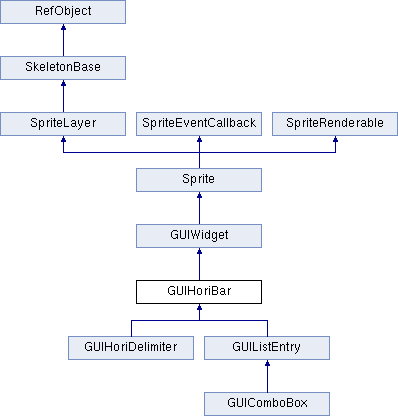 RefObject
SkeletonBase
SpriteLayer
SpriteEventCallback
SpriteRenderable
Sprite
GUIWidget
GUIHoriBar
GUIHoriDelimiter
GUIListEntry
GUIComboBox